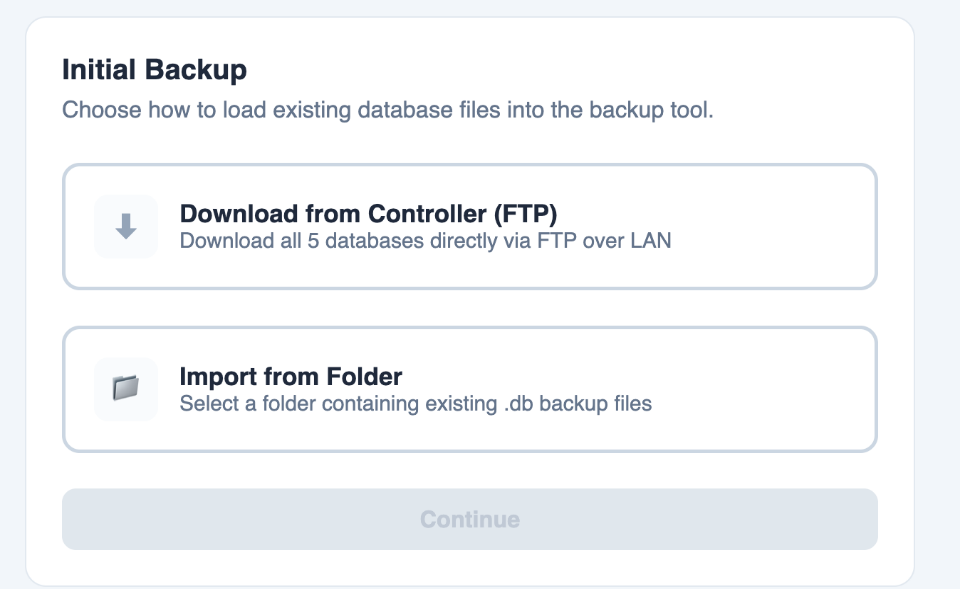 Initial Backup
Choose how to load existing database files into the backup tool.
Download from Controller (FTP)
Download all 5 databases directly via FTP over LAN
Import from Folder
Select a folder containing existing .db backup files
Continue